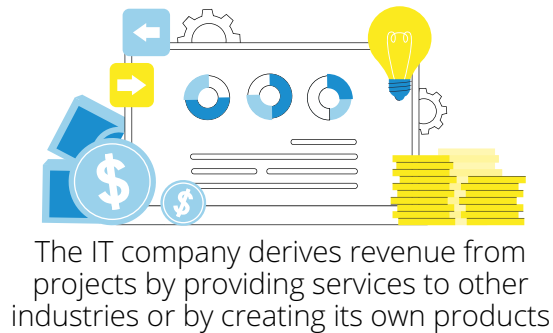 $
$
The IT company derives revenue from
projects by providing services to other
industries or by creating its own products